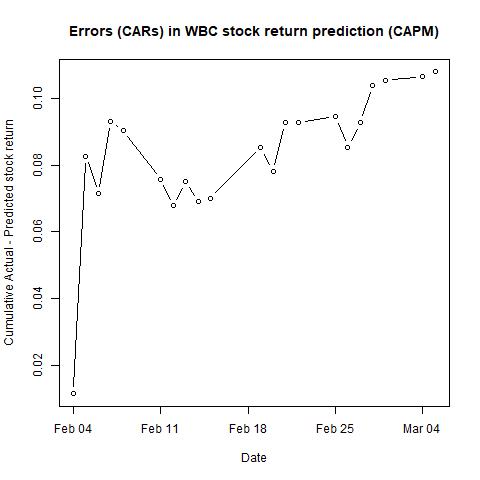 Errors (CARs) in WBC stock return prediction (CAPM)
Cumulative Actual - Predicted stock return
0.10
0.08
0.06
0.04
0.02
Feb 04
Feb 11
Feb 18
Feb 25
Mar 04
Date